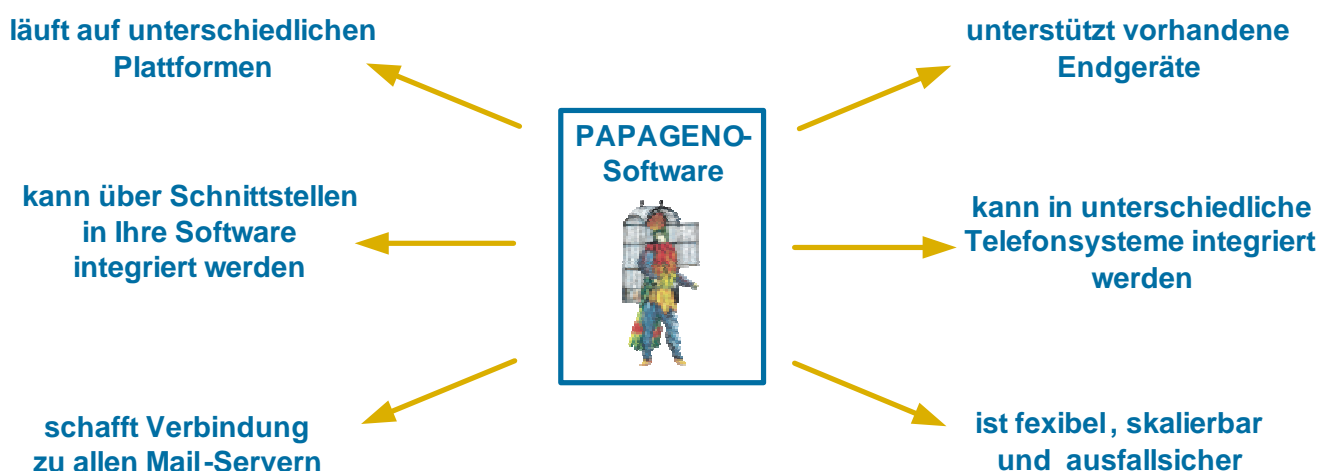 läuft auf unterschiedlichen
Plattformen
unterstützt vorhandene
Endgeräte
PAPAGENO-
Software
kann über Schnittstellen
in Ihre Software
integriert werden
kann in unterschiedliche
Telefonsysteme integriert
werden
schafft Verbindung
zu allen Mail-Servern
ist fexibel, skalierbar
und ausfallsicher